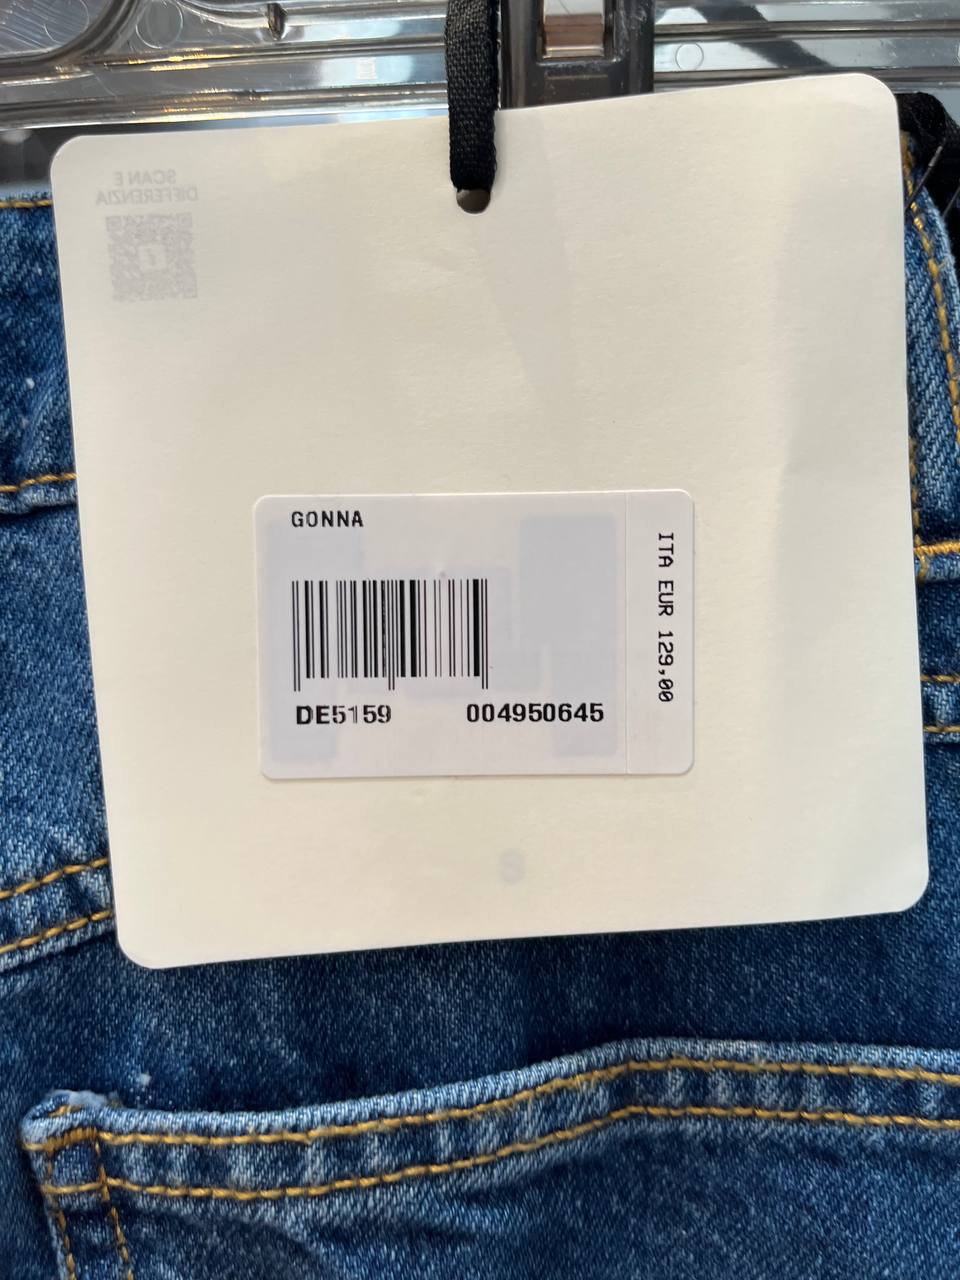 SCAN E
DIFFERENZIA
GONNA
DE5159 004950645
ITA EUR 129,00
S